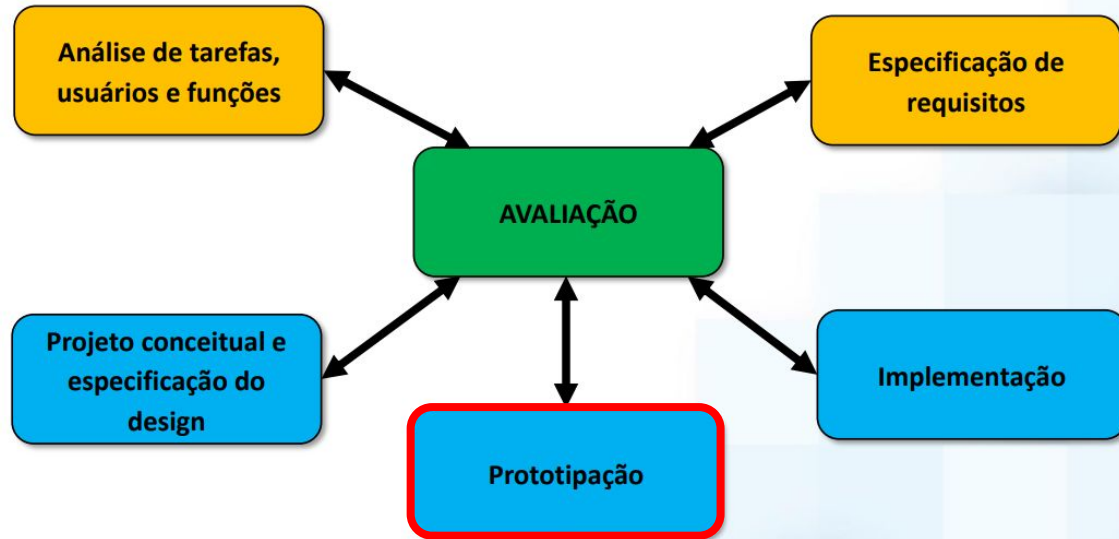 Análise de tarefas,
usuários e funções
Especificação de
requisitos
AVALIAÇÃO
Projeto conceitual e
especificação do
design
Implementação
Prototipação